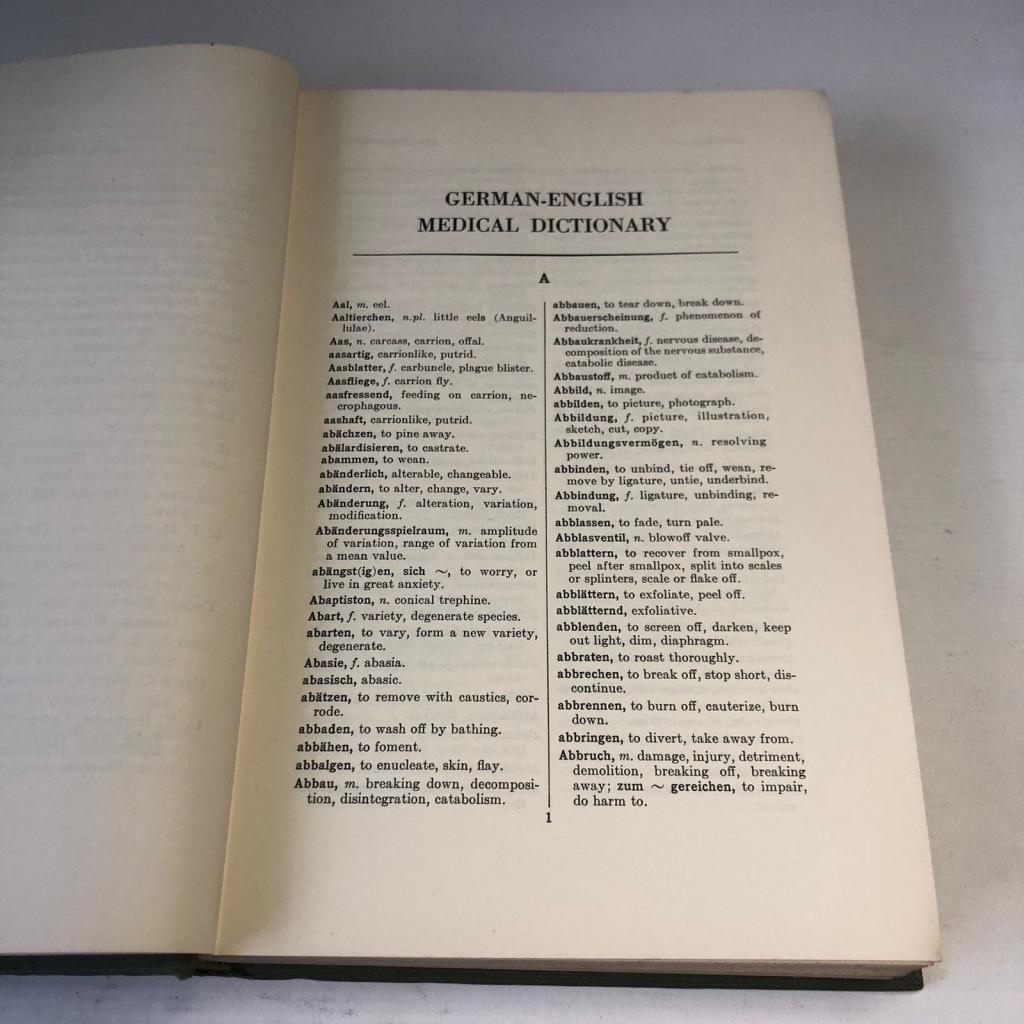 GERMAN-ENGLISH
MEDICAL DICTIONARY
A
Aal, m. eel.
Aaltierchen, n.pl. little eels (Anguil-
lulae).
Aas, n. carcass, carrion, offal.
aasartig, carrionlike, putrid.
Aasblatter, f. carbuncle, plague blister.
Aasfliege, f. carrion fly.
aasfressend, feeding on carrion, ne-
crophagous.
aashaft, carrionlike, putrid.
abächzen, to pine away.
abälardisieren, to castrate.
abammen, to wean.
abänderlich, alterable, changeable.
abändern, to alter, change, vary.
Abänderung, f. alteration, variation,
modification.
Abänderungsspielraum, m. amplitude
of variation, range of variation from
a mean value.
abängst(ig)en, sich ~, to worry, or
live in great anxiety.
Abaptiston, n. conical trephine.
Abart, f. variety, degenerate species.
abarten, to vary, form a new variety,
degenerate.
Abasie, f. abasia.
abasisch, abasic.
abätzen, to remove with caustics, cor-
rode.
abbaden, to wash off by bathing.
abbähen, to foment.
abbalgen, to enucleate, skin, flay.
Abbau, m. breaking down, decomposi-
tion, disintegration, catabolism.
abbauen, to tear down, break down.
Abbauerscheinung, f. phenomenon of
reduction.
Abbaukrankheit, f. nervous disease, de-
composition of the nervous substance,
catabolic disease.
Abbaustoff, m. product of catabolism.
Abbild, n. image.
abbilden, to picture, photograph.
Abbildung, f. picture, illustration,
sketch, cut, copy.
Abbildungsvermögen, n. resolving
power.
abbinden, to unbind, tie off, wean, re-
move by ligature, untie, underbind.
Abbindung, f. ligature, unbinding, re-
moval.
abblassen, to fade, turn pale.
Abblasventil, n. blowoff valve.
abblattern, to recover from smallpox,
peel after smallpox, split into scales
or splinters, scale or flake off.
abblättern, to exfoliate, peel off.
abblätternd, exfoliative.
abblenden, to screen off, darken, keep
out light, dim, diaphragm.
abbraten, to roast thoroughly.
abbrechen, to break off, stop short, dis-
continue.
abbrennen, to burn off, cauterize, burn
down.
abbringen, to divert, take away from.
Abbruch, m. damage, injury, detriment,
demolition, breaking off, breaking
away; zum ~ gereichen, to impair,
do harm to.
1